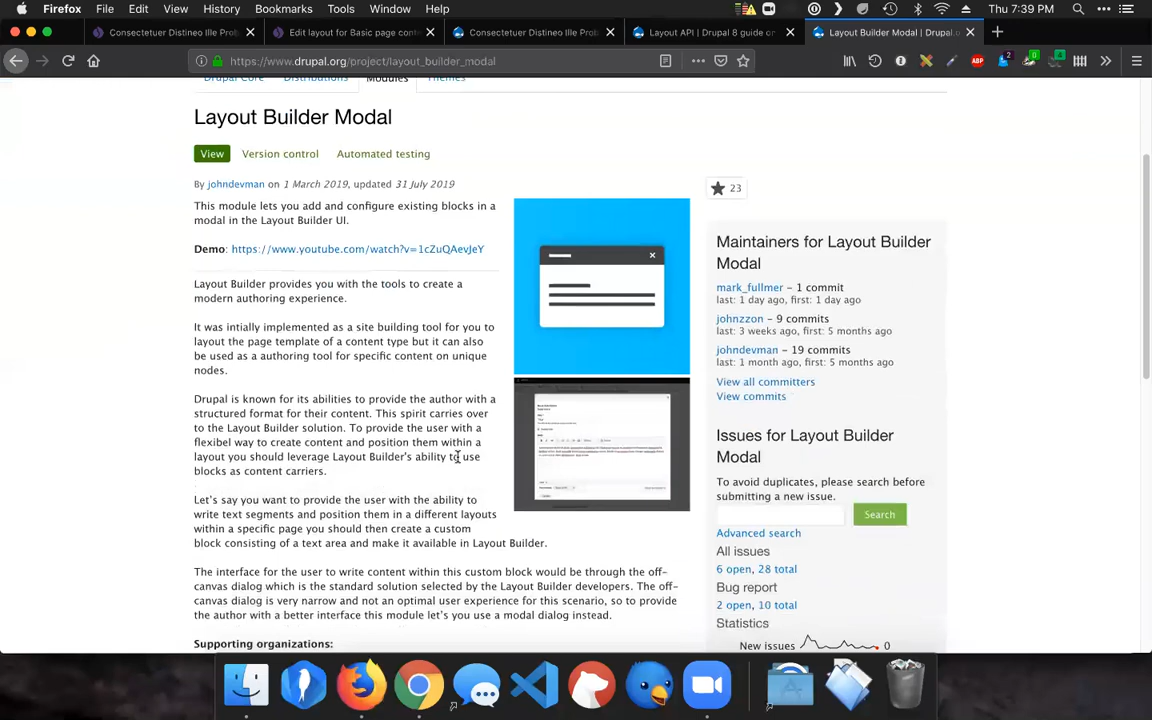 Firefox File Edit View History Bookmarks Tools Window Help
Thu 7:39 PM
Consectetuer Distineo Ille Prob
Edit layout for Basic page cont
Consectetuer Distineo Ille Prob
Layout API | Drupal 8 guide on
Layout Builder Modal | Drupal.o
https://www.drupal.org/project/layout_builder_modal
ABP
2
0
4
Drupal Core Distributions Modules Themes
Layout Builder Modal
View Version control Automated testing
By johndevman on 1 March 2019, updated 31 July 2019
This module lets you add and configure existing blocks in a
modal in the Layout Builder UI.
Demo: https://www.youtube.com/watch?v=1cZuQAevJeY
Layout Builder provides you with the tools to create a
modern authoring experience.
It was intially implemented as a site building tool for you to
layout the page template of a content type but it can also
be used as a authoring tool for specific content on unique
nodes.
Drupal is known for its abilities to provide the author with a
structured format for their content. This spirit carries over
to the Layout Builder solution. To provide the user with a
flexibel way to create content and position them within a
layout you should leverage Layout Builder's ability to use
blocks as content carriers.
Let's say you want to provide the user with the ability to
write text segments and position them in a different layouts
within a specific page you should then create a custom
block consisting of a text area and make it available in Layout Builder.
The interface for the user to write content within this custom block would be through the off-
canvas dialog which is the standard solution selected by the Layout Builder developers. The off-
canvas dialog is very narrow and not an optimal user experience for this scenario, so to provide
the author with a better interface this module let's you use a modal dialog instead.
Supporting organizations:
23
Maintainers for Layout Builder
Modal
mark_fullmer – 1 commit
last: 1 day ago, first: 1 day ago
johnzzon – 9 commits
last: 3 weeks ago, first: 5 months ago
johndevman – 19 commits
last: 1 month ago, first: 5 months ago
View all committers
View commits
Issues for Layout Builder
Modal
To avoid duplicates, please search before
submitting a new issue.
Search
Advanced search
All issues
6 open, 28 total
Bug report
2 open, 10 total
Statistics
New issues 0